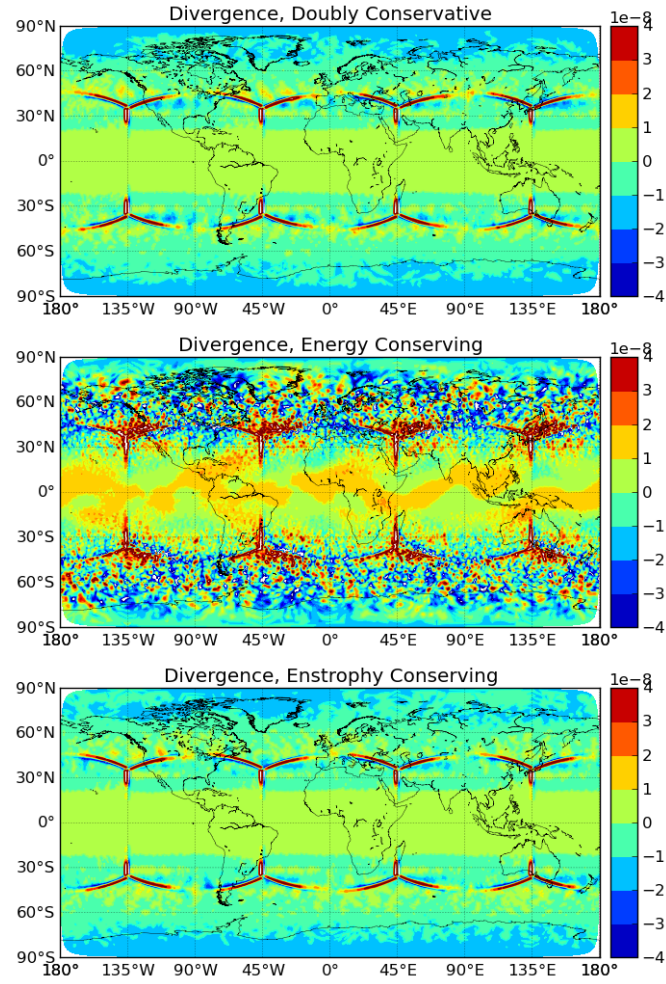 Divergence, Doubly Conservative
1e−8
90°N
60°N
30°N
0°
30°S
60°S
90°S
180° 135°W 90°W 45°W 0° 45°E 90°E 135°E 180°
4
3
2
1
0
−1
−2
−3
−4
Divergence, Energy Conserving
1e−8
90°N
60°N
30°N
0°
30°S
60°S
90°S
180° 135°W 90°W 45°W 0° 45°E 90°E 135°E 180°
4
3
2
1
0
−1
−2
−3
−4
Divergence, Enstrophy Conserving
1e−8
90°N
60°N
30°N
0°
30°S
60°S
90°S
180° 135°W 90°W 45°W 0° 45°E 90°E 135°E 180°
4
3
2
1
0
−1
−2
−3
−4